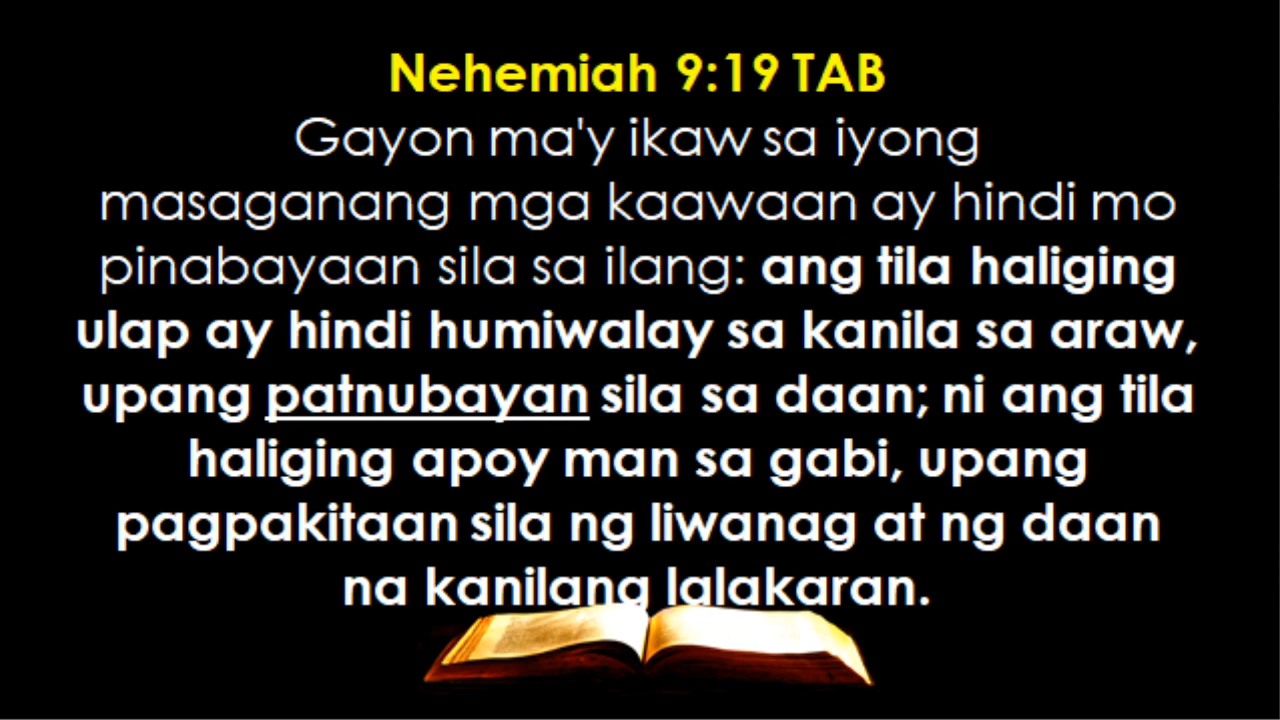 Nehemiah 9:19 TAB
Gayon ma'y ikaw sa iyong
masaganang mga kaawaan ay hindi mo
pinabayaan sila sa ilang: ang tila haliging
ulap ay hindi humiwalay sa kanila sa araw,
upang patnubayan sila sa daan; ni ang tila
haliging apoy man sa gabi, upang
pagpakitaan sila ng liwanag at ng daan
na kanilang lalakaran.